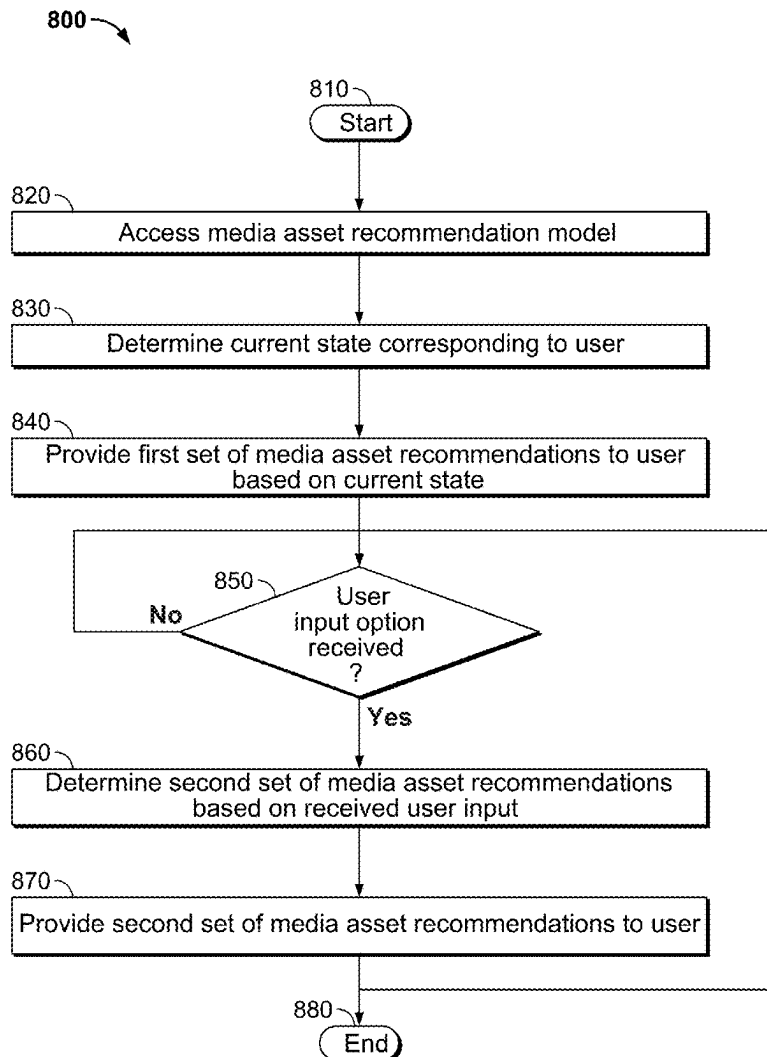 800
810
Start
820
Access media asset recommendation model
830
Determine current state corresponding to user
840
Provide first set of media asset recommendations to user
based on current state
850
User
input option
received
?
No
Yes
860
Determine second set of media asset recommendations
based on received user input
870
Provide second set of media asset recommendations to user
880
End